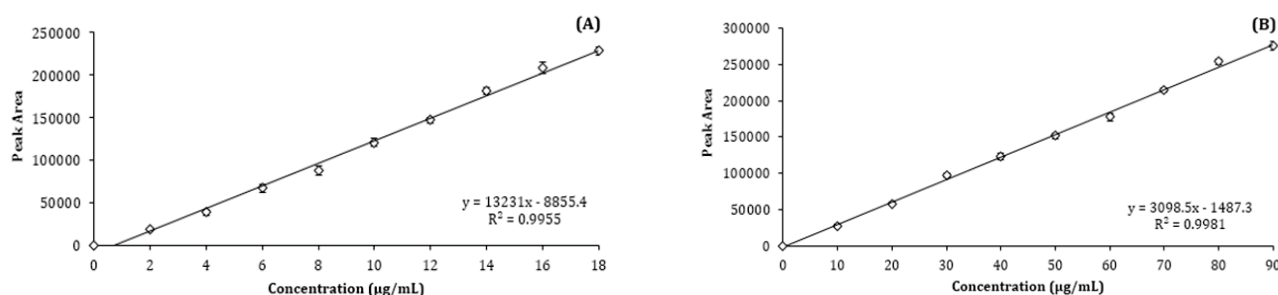 (A)
250000
200000
150000
100000
50000
0
Peak Area
0 2 4 6 8 10 12 14 16 18
Concentration (µg/mL)
y = 13231x - 8855.4
R² = 0.9955
(B)
300000
250000
200000
150000
100000
50000
0
Peak Area
0 10 20 30 40 50 60 70 80 90
Concentration (µg/mL)
y = 3098.5x - 1487.3
R² = 0.9981